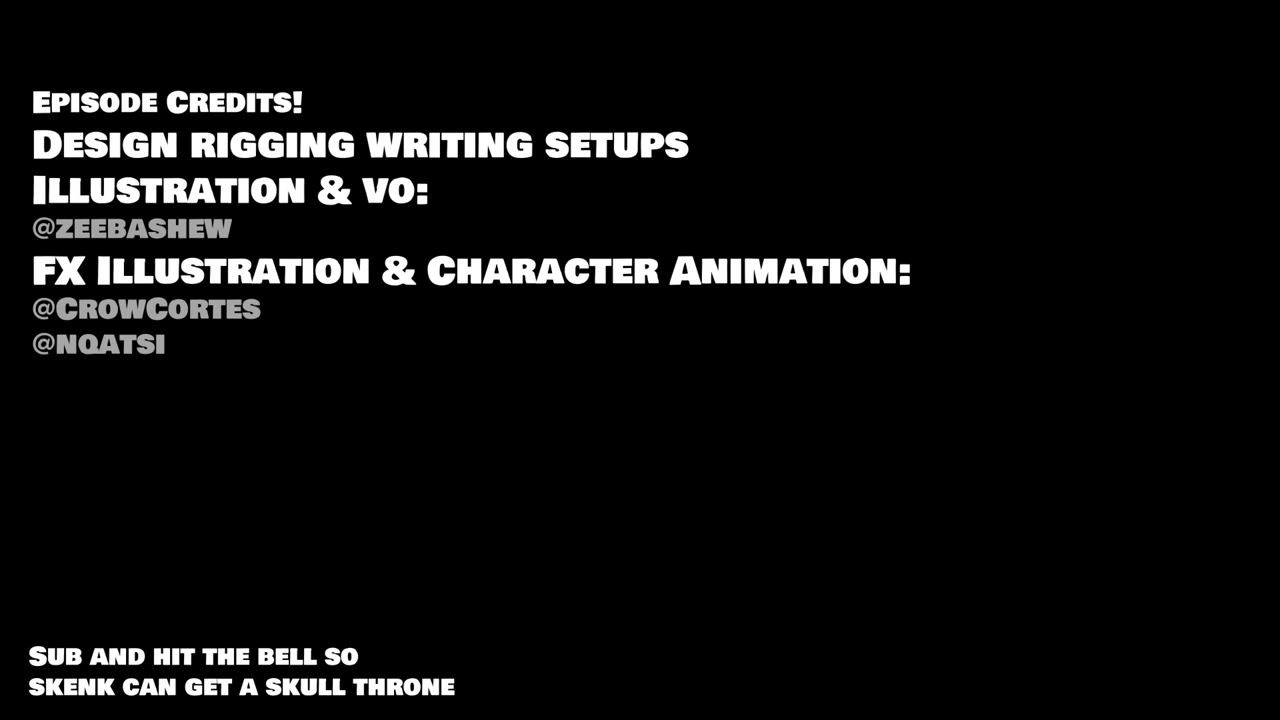 Episode Credits!
Design rigging writing setups
Illustration & vo:
@zeebashew
FX Illustration & Character Animation:
@CrowCortes
@nqatsi
Sub and hit the bell so
skenk can get a skull throne